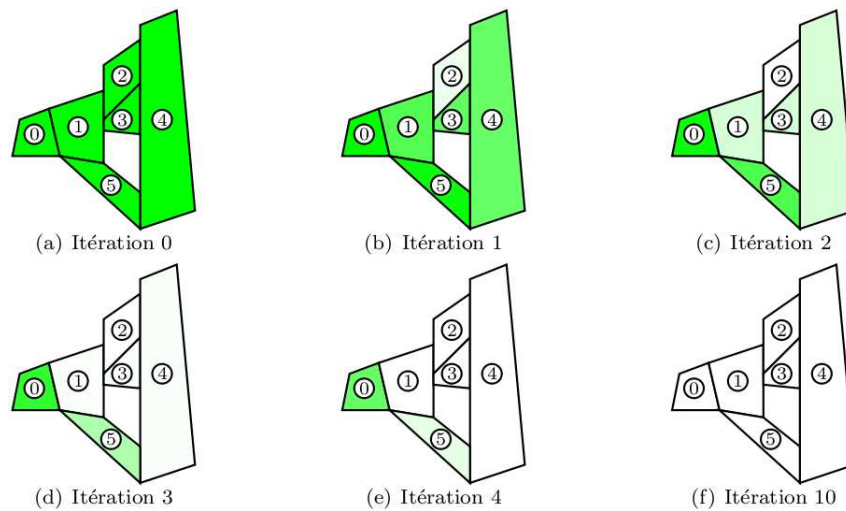 2
0 1 3 4
5
(a) Itération 0
2
0 1 3 4
5
(b) Itération 1
2
0 1 3 4
5
(c) Itération 2
2
0 1 3 4
5
(d) Itération 3
2
0 1 3 4
5
(e) Itération 4
2
0 1 3 4
5
(f) Itération 10